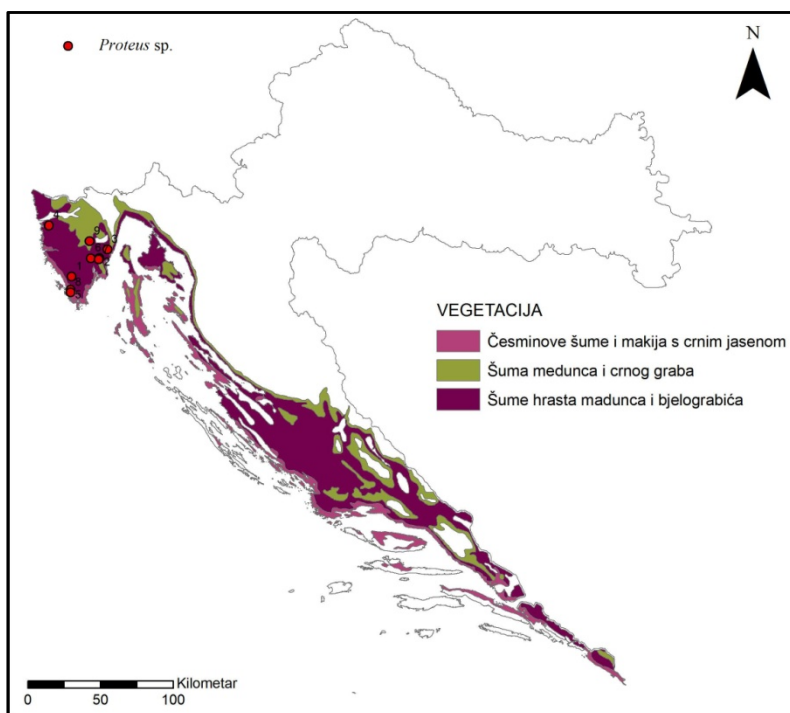 Proteus sp.
N
VEGETACIJA
Česminove šume i makija s crnim jasenom
Šuma medunca i crnog graba
Šume hrasta madunca i bjelograbića
Kilometar
0 50 100